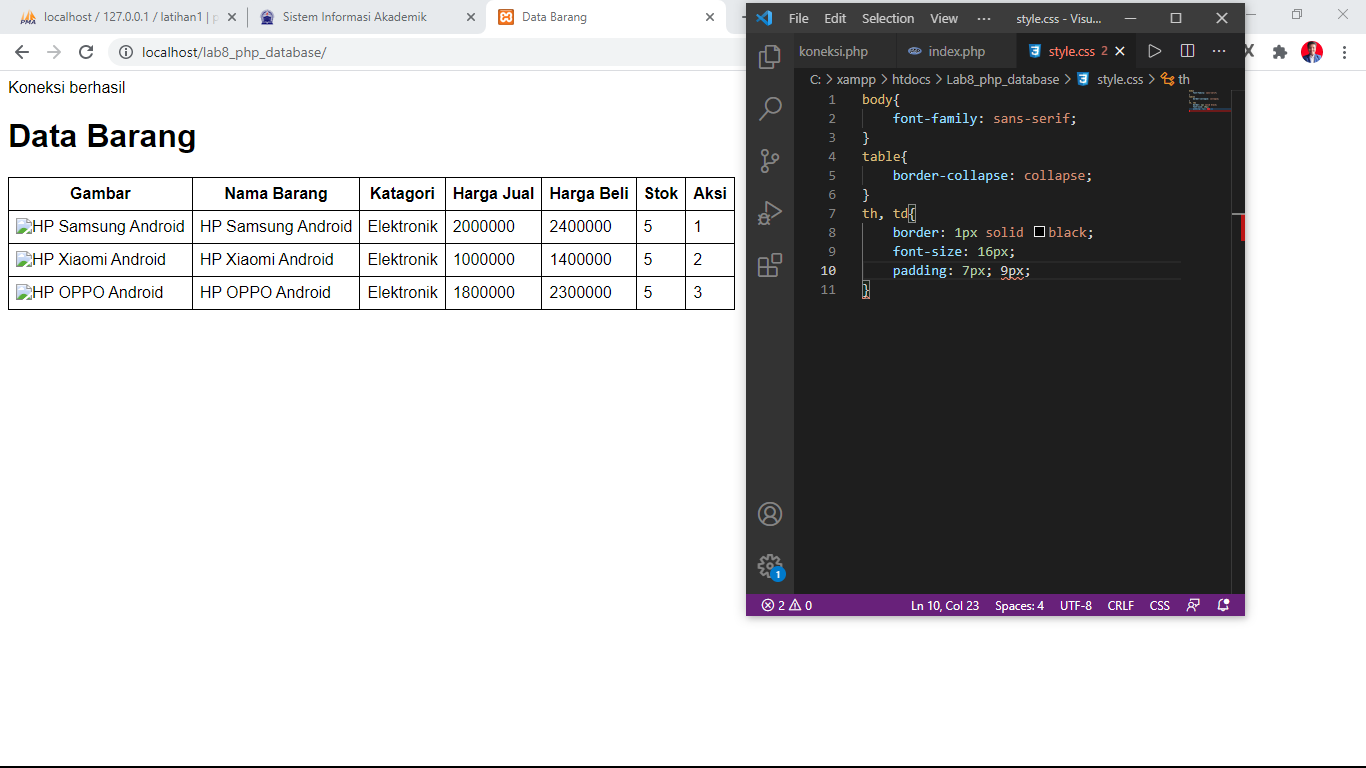 localhost / 127.0.0.1 / latihan1 | p
Sistem Informasi Akademik
Data Barang
localhost/lab8_php_database/
Koneksi berhasil
Data Barang
Gambar Nama Barang Katagori Harga Jual Harga Beli Stok Aksi
HP Samsung Android HP Samsung Android Elektronik 2000000 2400000 5 1
HP Xiaomi Android HP Xiaomi Android Elektronik 1000000 1400000 5 2
HP OPPO Android HP OPPO Android Elektronik 1800000 2300000 5 3
File Edit Selection View ··· style.css - Visu...
koneksi.php index.php style.css 2
C: > xampp > htdocs > Lab8_php_database > style.css > th
1 body{
2 font-family: sans-serif;
3 }
4 table{
5 border-collapse: collapse;
6 }
7 th, td{
8 border: 1px solid black;
9 font-size: 16px;
10 padding: 7px; 9px;
11 }
1
2 0 Ln 10, Col 23 Spaces: 4 UTF-8 CRLF CSS